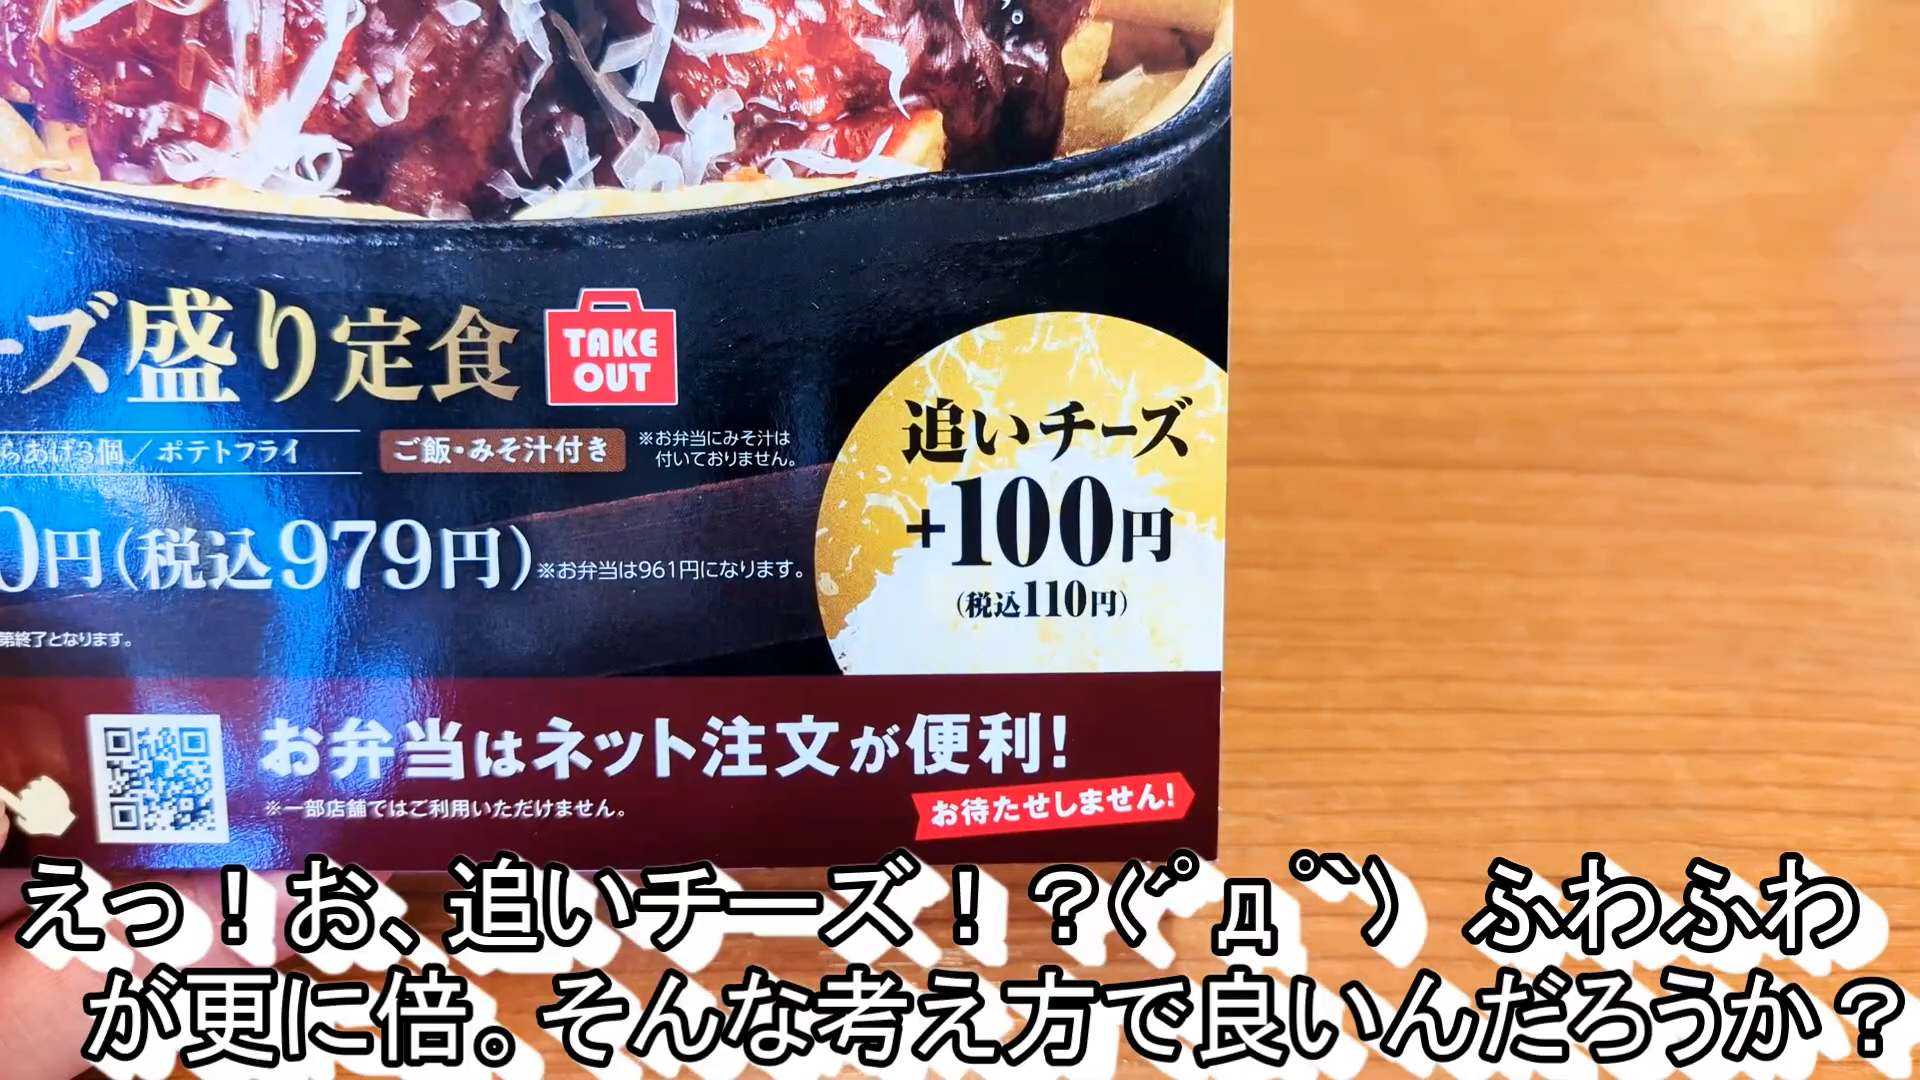 ーズ盛り定食
TAKE
OUT
らあげ3個／ポテトフライ
ご飯・みそ汁付き
※お弁当にみそ汁は
付いておりません。
追いチーズ
+100円
(税込110円)
0円(税込979円)
※お弁当は961円になります。
第終了となります。
お弁当はネット注文が便利!
※一部店舗ではご利用いただけません。
お待たせしません!
えっ！お、追いチーズ！？(´ﾟдﾟ`) ふわふわ
が更に倍。そんな考え方で良いんだろうか？